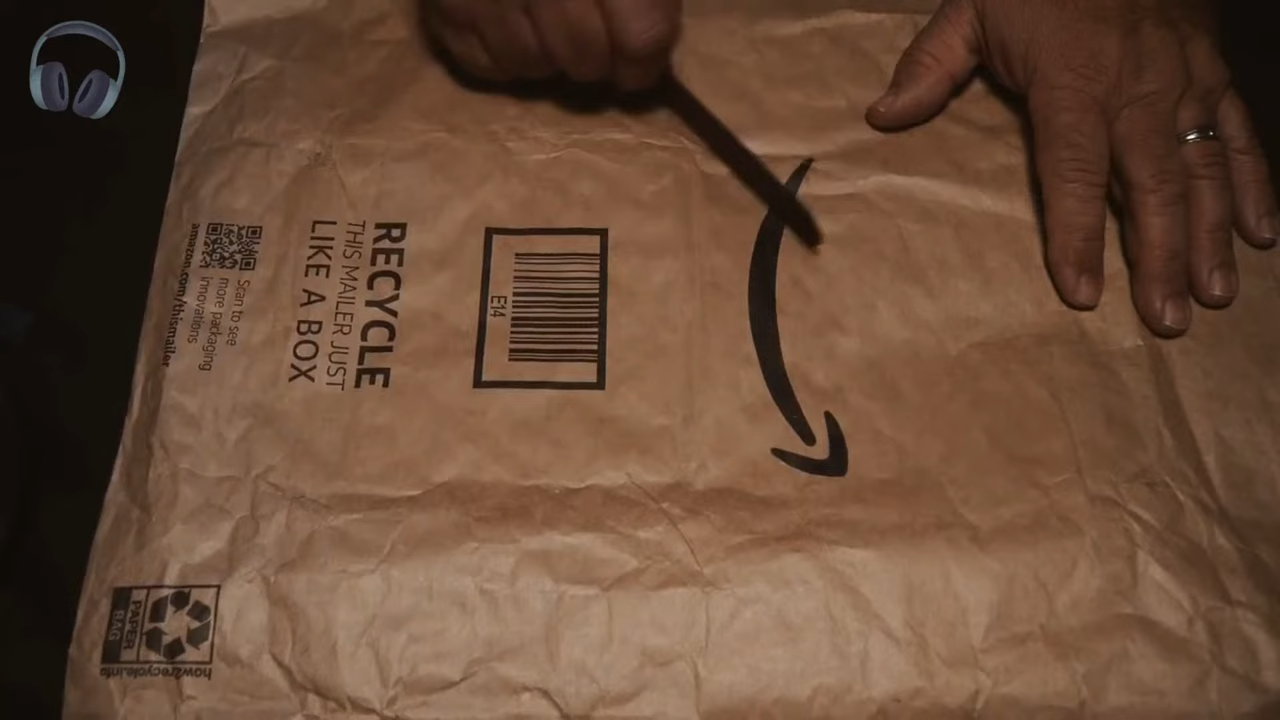 RECYCLE
THIS MAILER JUST
LIKE A BOX
Scan to see
more packaging
innovations
amazon.com/thismailer
E14
how2recycle.info
PAPER
BAG